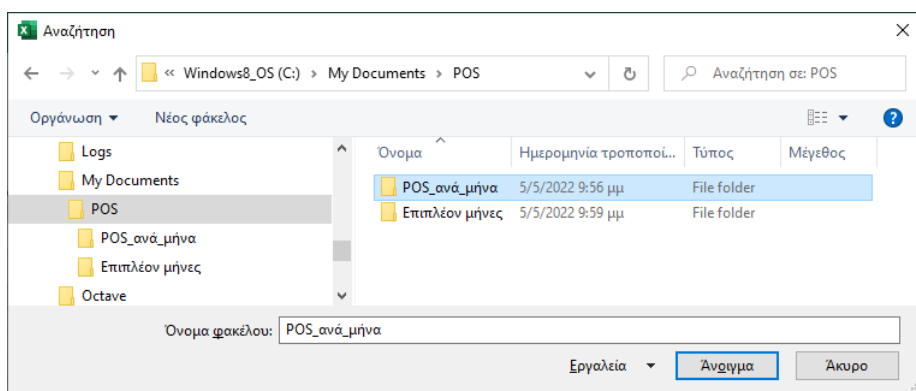 Αναζήτηση
« Windows8_OS (C:) › My Documents › POS
Αναζήτηση σε: POS
Οργάνωση
Νέος φάκελος
Logs
My Documents
POS
POS_ανά_μήνα
Επιπλέον μήνες
Octave
Όνομα Ημερομηνία τροποποί... Τύπος Μέγεθος
POS_ανά_μήνα 5/5/2022 9:56 μμ File folder
Επιπλέον μήνες 5/5/2022 9:59 μμ File folder
Όνομα φακέλου: POS_ανά_μήνα
Εργαλεία Άνοιγμα Άκυρο